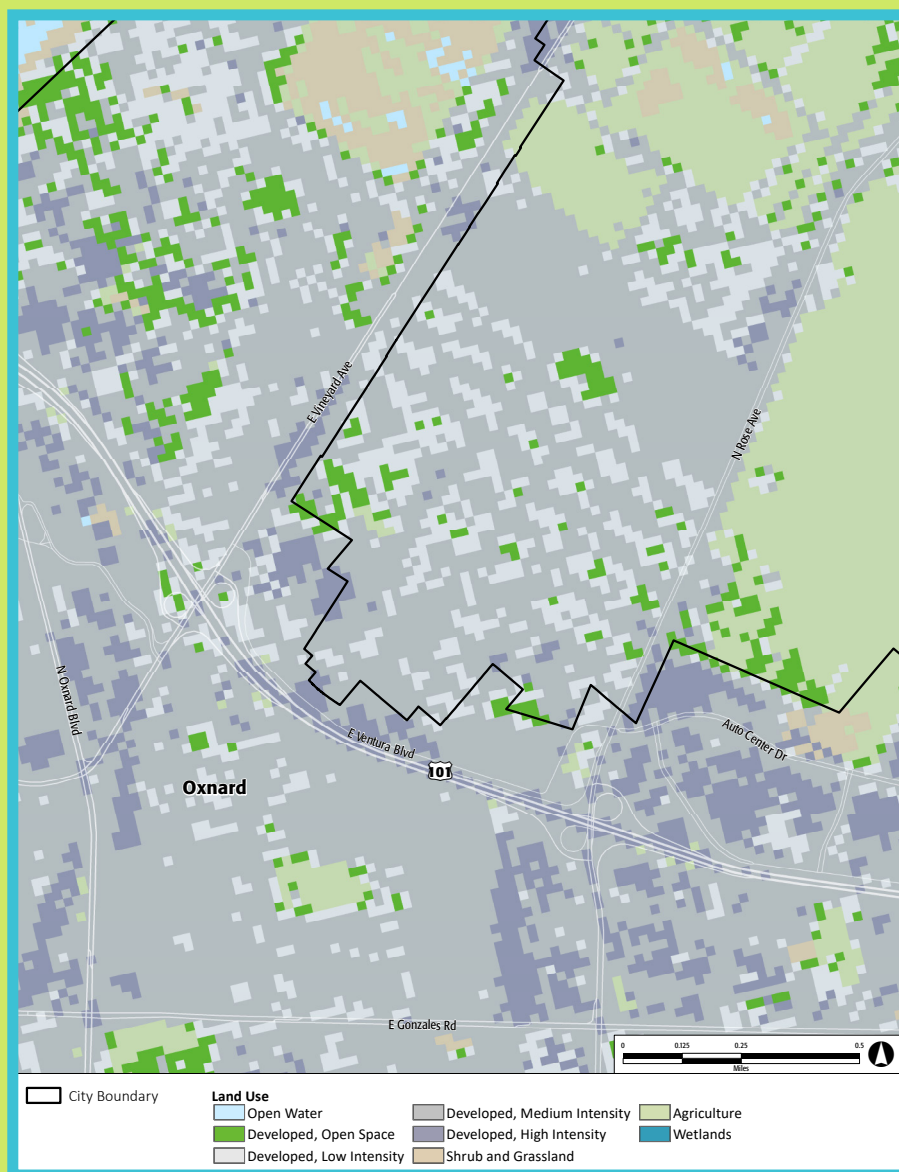 E Vineyard Ave
N Rose Ave
N Oxnard Blvd
E Ventura Blvd
101
Auto Center Dr
Oxnard
E Gonzales Rd
0 0.125 0.25 0.5
Miles
City Boundary
Land Use
Open Water
Developed, Open Space
Developed, Low Intensity
Developed, Medium Intensity
Developed, High Intensity
Shrub and Grassland
Agriculture
Wetlands